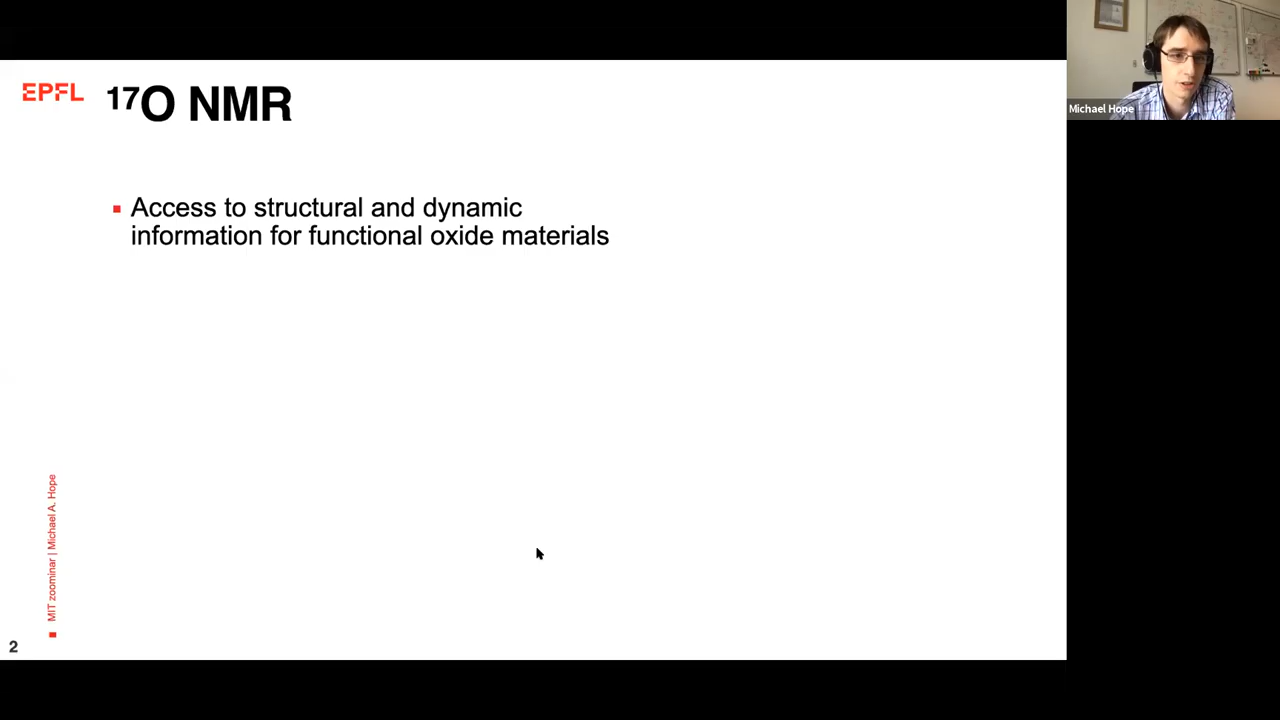 EPFL
¹⁷O NMR
Access to structural and dynamic
information for functional oxide materials
MIT zoominar | Michael A. Hope
2
Michael Hope